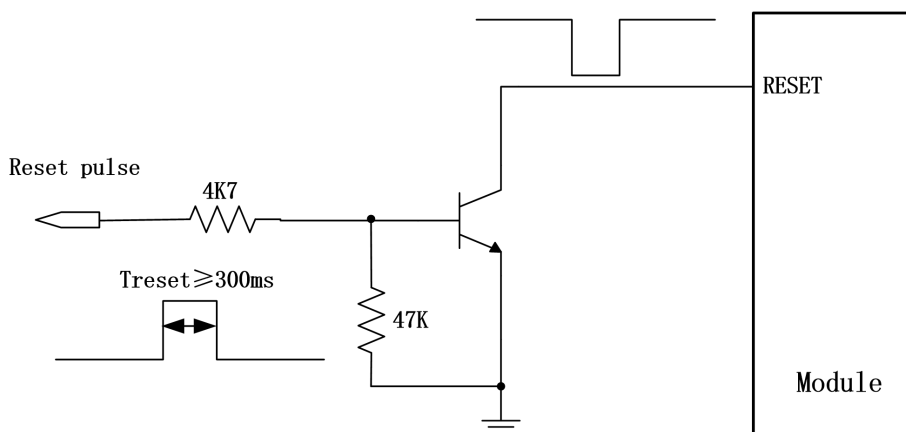 RESET
Reset pulse
4K7
Treset≥300ms
47K
Module